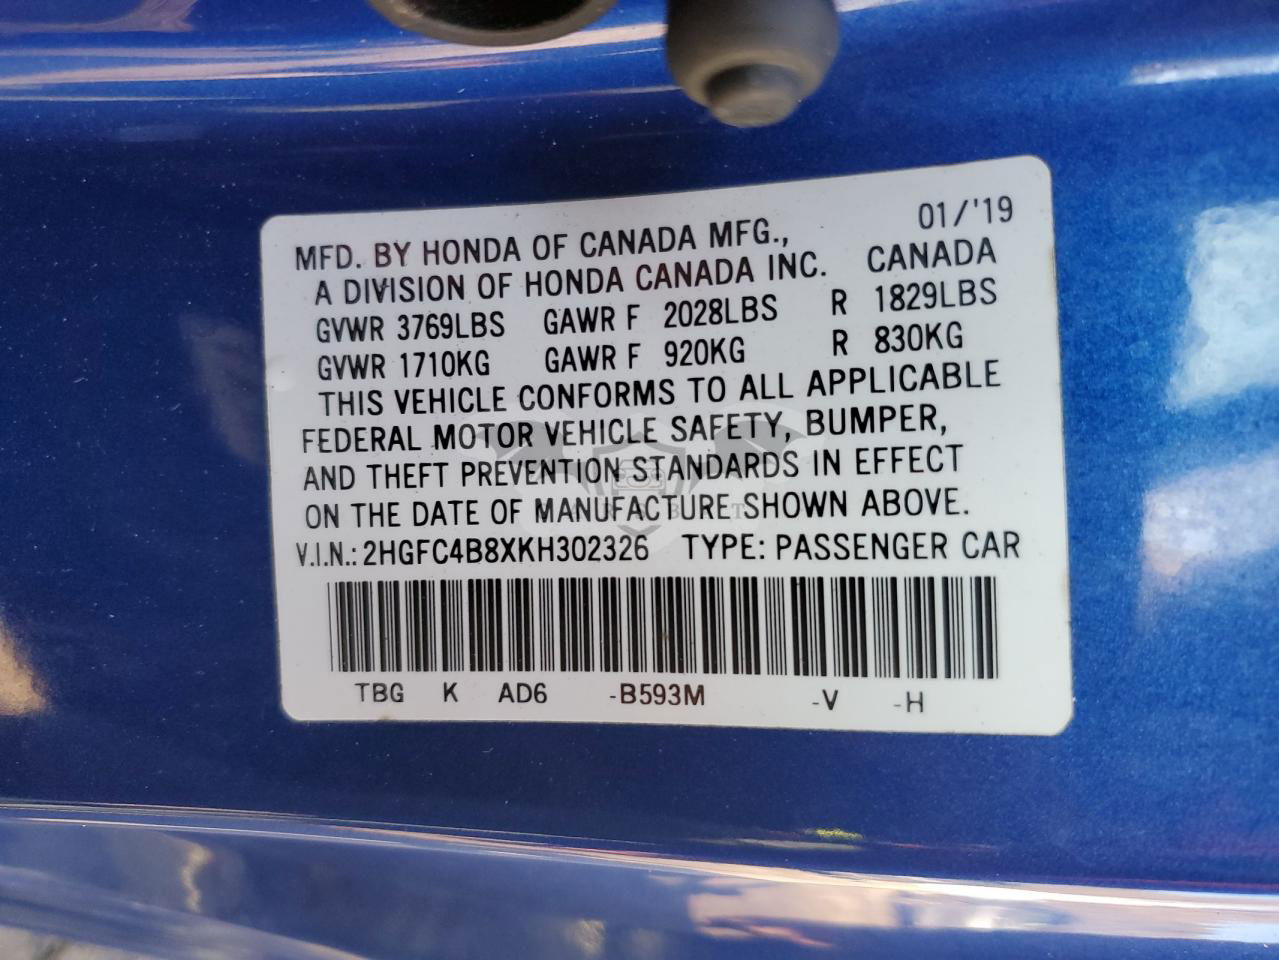 01/'19
MFD. BY HONDA OF CANADA MFG.,
A DIVISION OF HONDA CANADA INC. CANADA
GVWR 3769LBS GAWR F 2028LBS R 1829LBS
GVWR 1710KG GAWR F 920KG R 830KG
THIS VEHICLE CONFORMS TO ALL APPLICABLE
FEDERAL MOTOR VEHICLE SAFETY, BUMPER,
AND THEFT PREVENTION STANDARDS IN EFFECT
ON THE DATE OF MANUFACTURE SHOWN ABOVE.
V.I.N.: 2HGFC4B8XKH302326 TYPE: PASSENGER CAR
TBG K AD6 -B593M -V -H